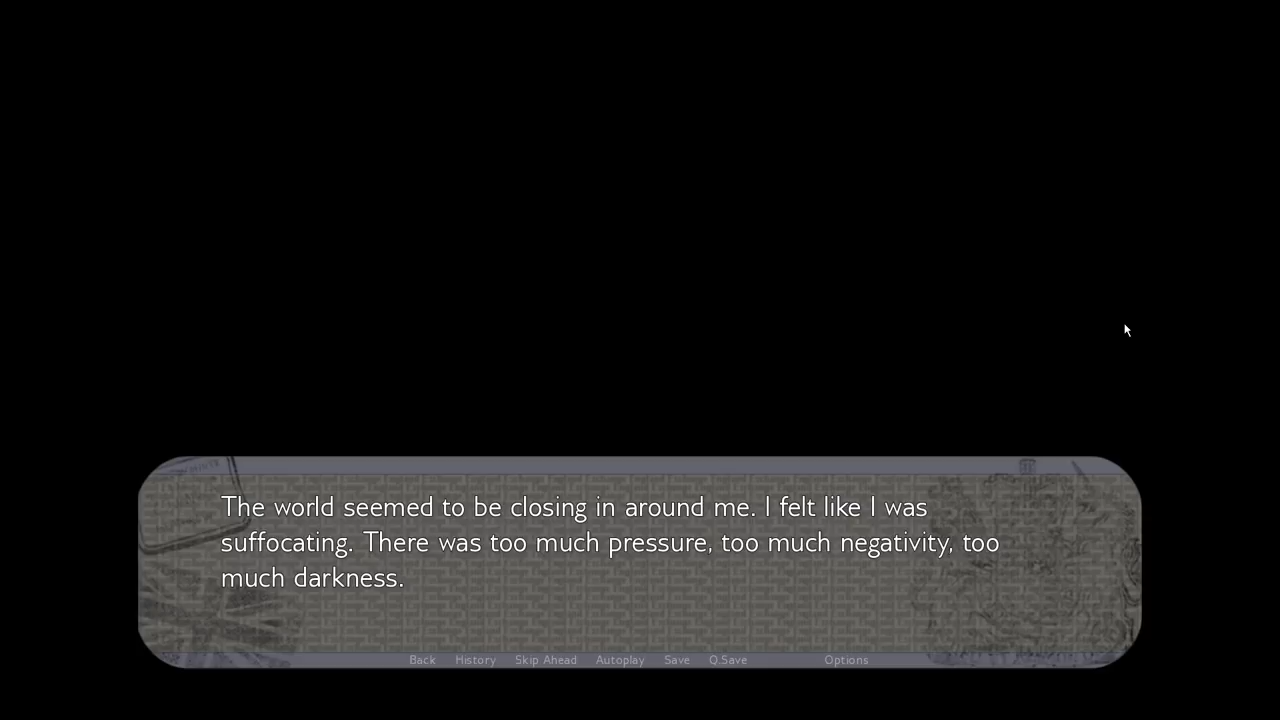 The world seemed to be closing in around me. I felt like I was
suffocating. There was too much pressure, too much negativity, too
much darkness.
Back History Skip Ahead Autoplay Save Q.Save Options